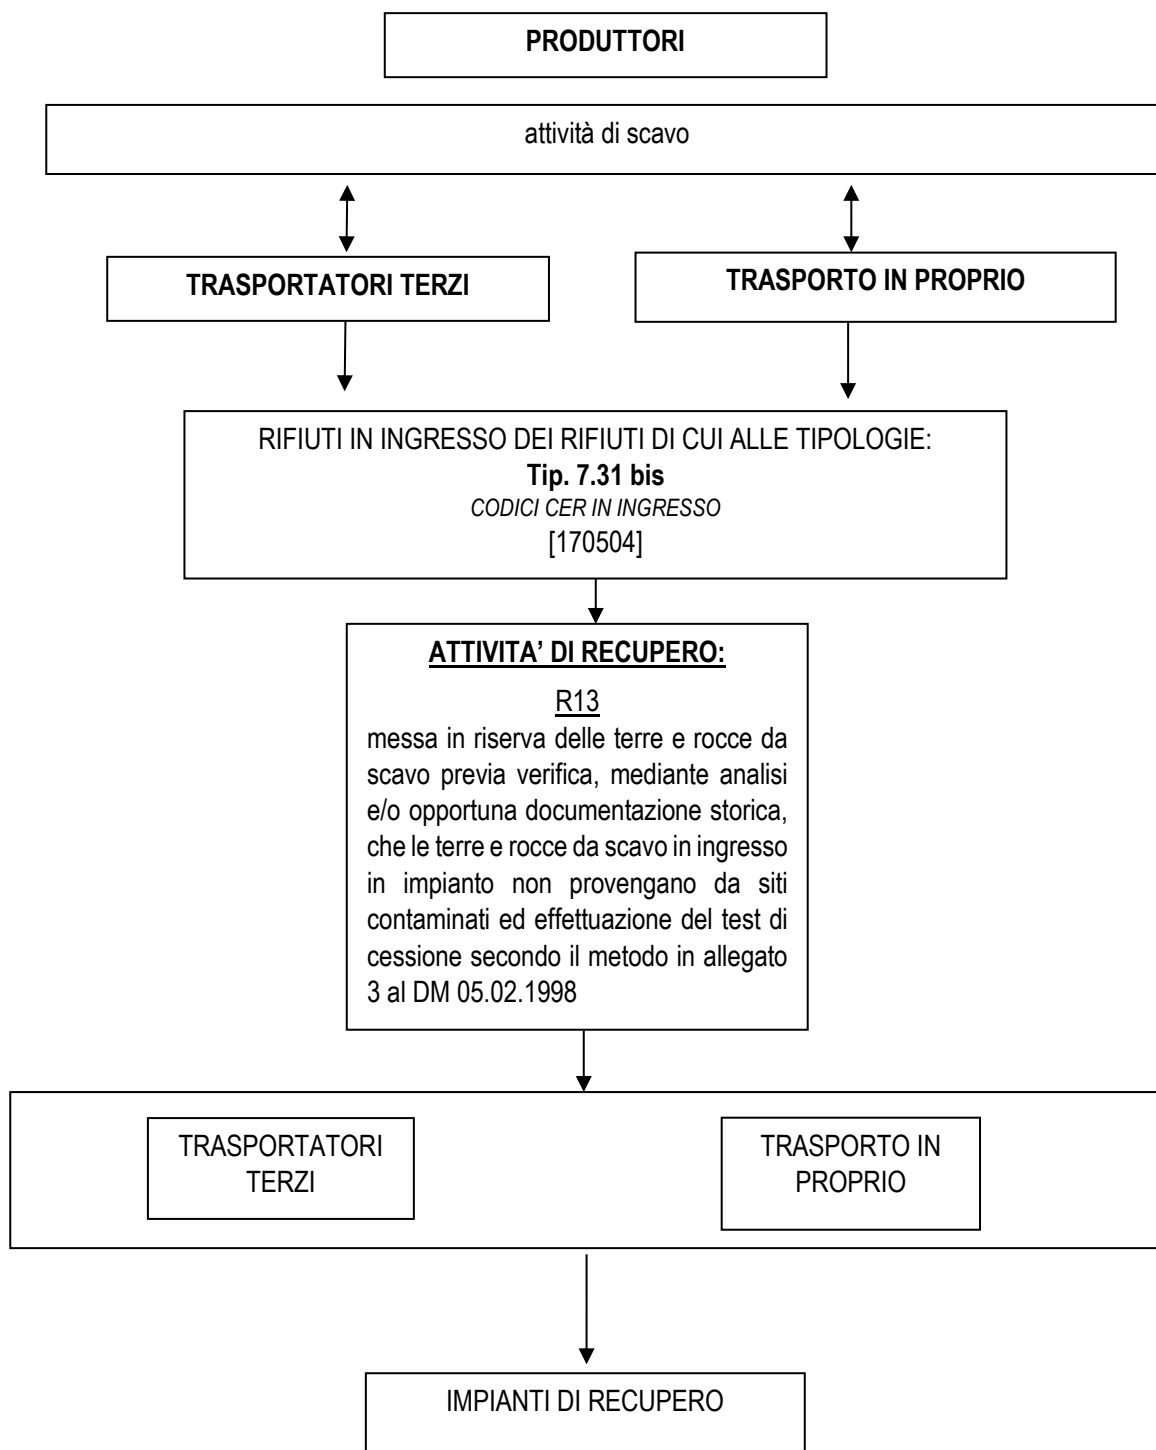 PRODUTTORI
attività di scavo
TRASPORTATORI TERZI
TRASPORTO IN PROPRIO
RIFIUTI IN INGRESSO DEI RIFIUTI DI CUI ALLE TIPOLOGIE:
Tip. 7.31 bis
CODICI CER IN INGRESSO
[170504]
ATTIVITA’ DI RECUPERO:
R13
messa in riserva delle terre e rocce da
scavo previa verifica, mediante analisi
e/o opportuna documentazione storica,
che le terre e rocce da scavo in ingresso
in impianto non provengano da siti
contaminati ed effettuazione del test di
cessione secondo il metodo in allegato
3 al DM 05.02.1998
TRASPORTATORI
TERZI
TRASPORTO IN
PROPRIO
IMPIANTI DI RECUPERO